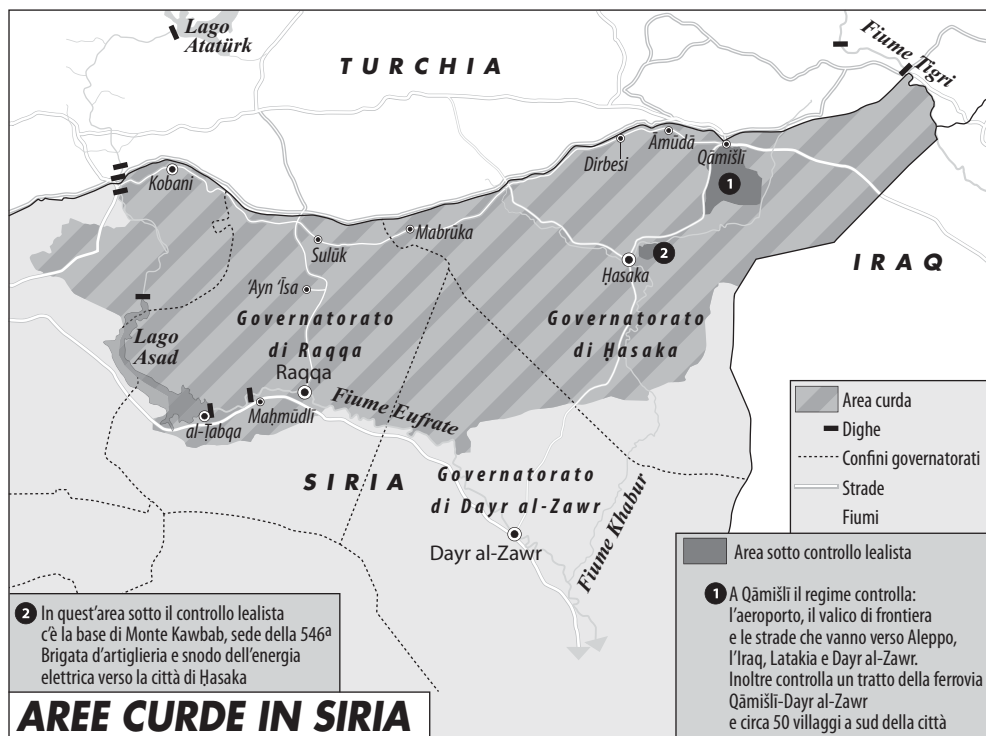 Lago
Atatürk
TURCHIA
Fiume Tigri
Kobani
Dirbesi
Āmūdā
Qāmišlī
1
Sulūk
Mabrūka
2
Ḥasaka
IRAQ
'Ayn 'Īsa
Governatorato
di Raqqa
Governatorato
di Ḥasaka
Lago
Asad
Raqqa
Fiume Eufrate
al-Ṭabqa
Maḥmūdlī
SIRIA
Governatorato
di Dayr al-Zawr
Fiume Khabur
Dayr al-Zawr
Area curda
Dighe
Confini governatorati
Strade
Fiumi
Area sotto controllo lealista
1 A Qāmišlī il regime controlla:
l'aeroporto, il valico di frontiera
e le strade che vanno verso Aleppo,
l'Iraq, Latakia e Dayr al-Zawr.
Inoltre controlla un tratto della ferrovia
Qāmišlī-Dayr al-Zawr
e circa 50 villaggi a sud della città
2 In quest'area sotto il controllo lealista
c'è la base di Monte Kawbab, sede della 546ª
Brigata d'artiglieria e snodo dell'energia
elettrica verso la città di Ḥasaka
AREE CURDE IN SIRIA